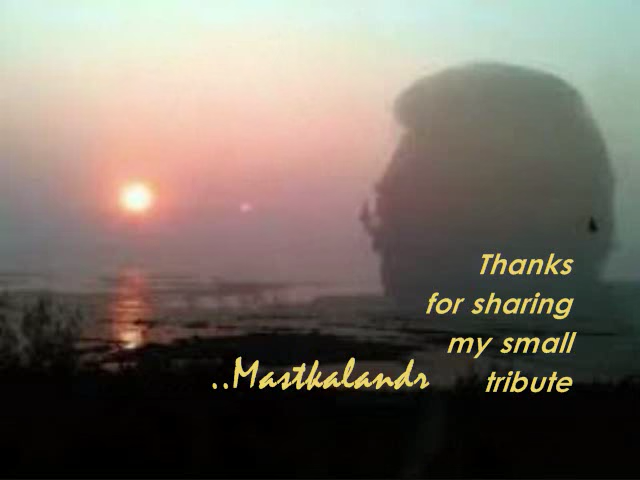 Thanks
for sharing
my small
tribute
..Mastkalandr